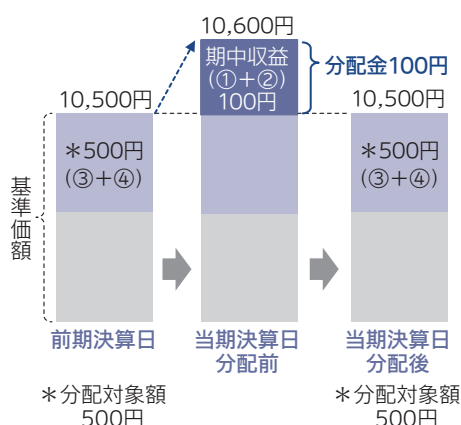 10,600円
期中収益
(①+②)
100円
分配金100円
10,500円
10,500円
*500円
(③+④)
*500円
(③+④)
基準価額
前期決算日
当期決算日
分配前
当期決算日
分配後
*分配対象額
500円
*分配対象額
500円